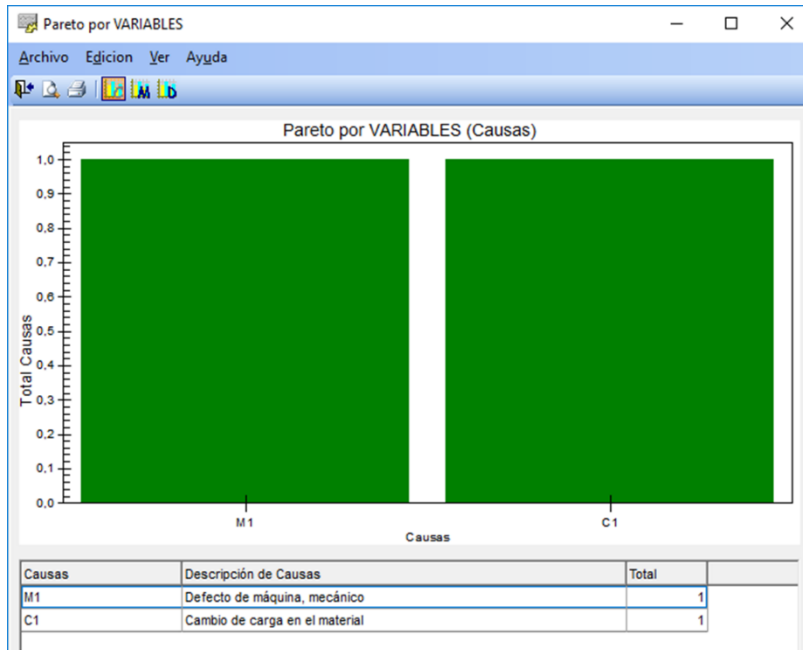 Pareto por VARIABLES
Archivo Edicion Ver Ayuda
M D
Pareto por VARIABLES (Causas)
1,0
0,9
0,8
0,7
0,6
0,5
0,4
0,3
0,2
0,1
0,0
Total Causas
M1 C1
Causas
Causas Descripción de Causas Total
M1 Defecto de máquina, mecánico 1
C1 Cambio de carga en el material 1